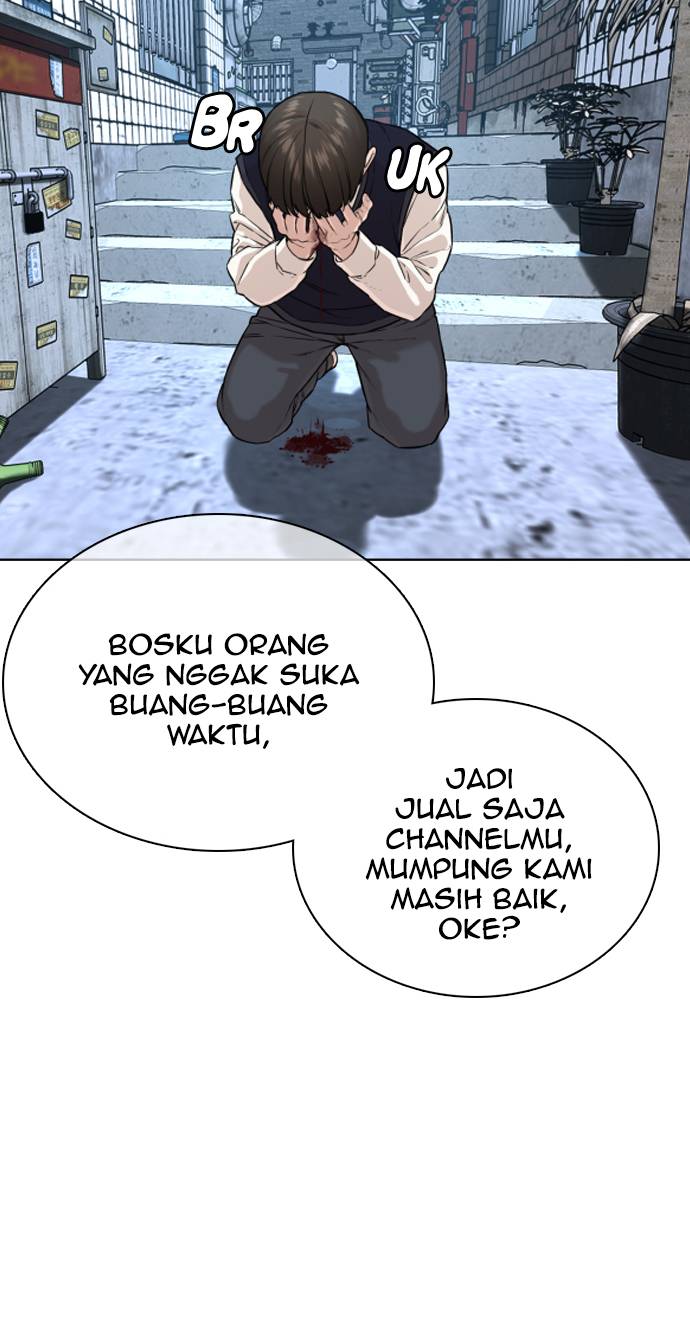 BR
UK
BOSKU ORANG
YANG NGGAK SUKA
BUANG-BUANG
WAKTU,
JADI
JUAL SAJA
CHANNELMU,
MUMPUNG KAMI
MASIH BAIK,
OKE?